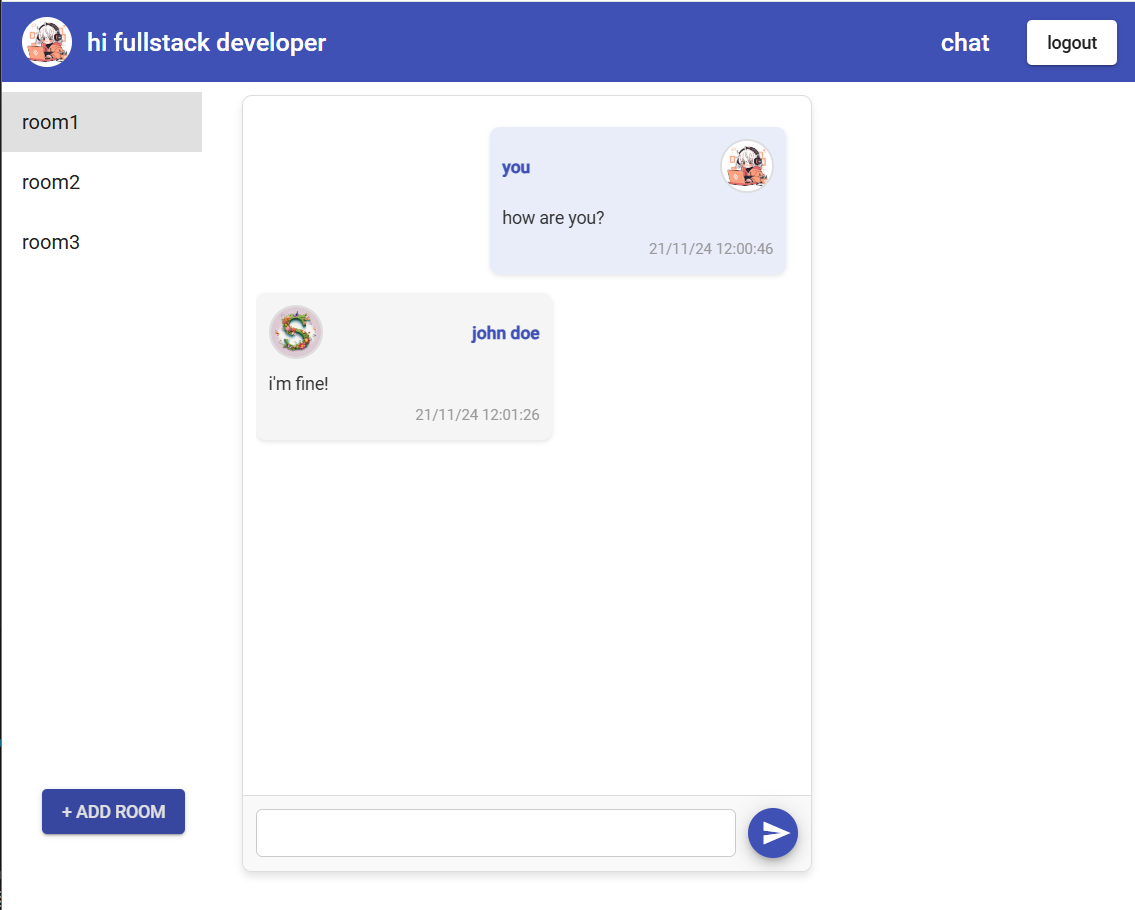 hi fullstack developer
chat
logout
room1
room2
room3
you
how are you?
21/11/24 12:00:46
S
john doe
i'm fine!
21/11/24 12:01:26
+ ADD ROOM